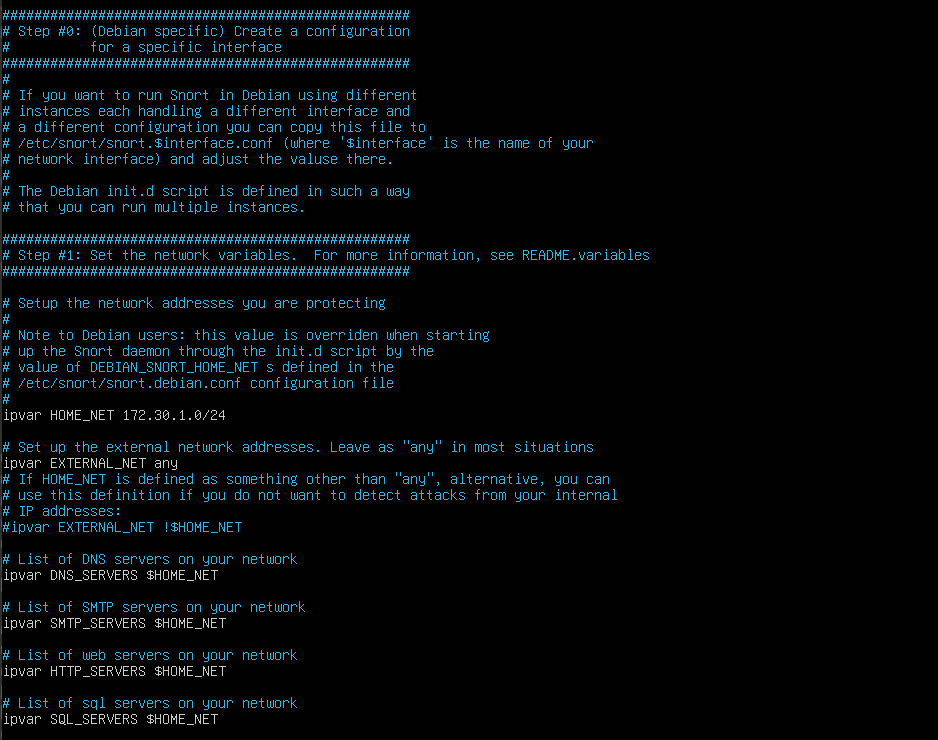 ###################################################
# Step #0: (Debian specific) Create a configuration
#          for a specific interface
###################################################
#
# If you want to run Snort in Debian using different
# instances each handling a different interface and
# a different configuration you can copy this file to
# /etc/snort/snort.$interface.conf (where '$interface' is the name of your
# network interface) and adjust the valuse there.
#
# The Debian init.d script is defined in such a way
# that you can run multiple instances.
###################################################
# Step #1: Set the network variables.  For more information, see README.variables
###################################################
# Setup the network addresses you are protecting
#
# Note to Debian users: this value is overriden when starting
# up the Snort daemon through the init.d script by the
# value of DEBIAN_SNORT_HOME_NET s defined in the
# /etc/snort/snort.debian.conf configuration file
#
ipvar HOME_NET 172.30.1.0/24
# Set up the external network addresses. Leave as "any" in most situations
ipvar EXTERNAL_NET any
# If HOME_NET is defined as something other than "any", alternative, you can
# use this definition if you do not want to detect attacks from your internal
# IP addresses:
#ipvar EXTERNAL_NET !$HOME_NET
# List of DNS servers on your network
ipvar DNS_SERVERS $HOME_NET
# List of SMTP servers on your network
ipvar SMTP_SERVERS $HOME_NET
# List of web servers on your network
ipvar HTTP_SERVERS $HOME_NET
# List of sql servers on your network
ipvar SQL_SERVERS $HOME_NET